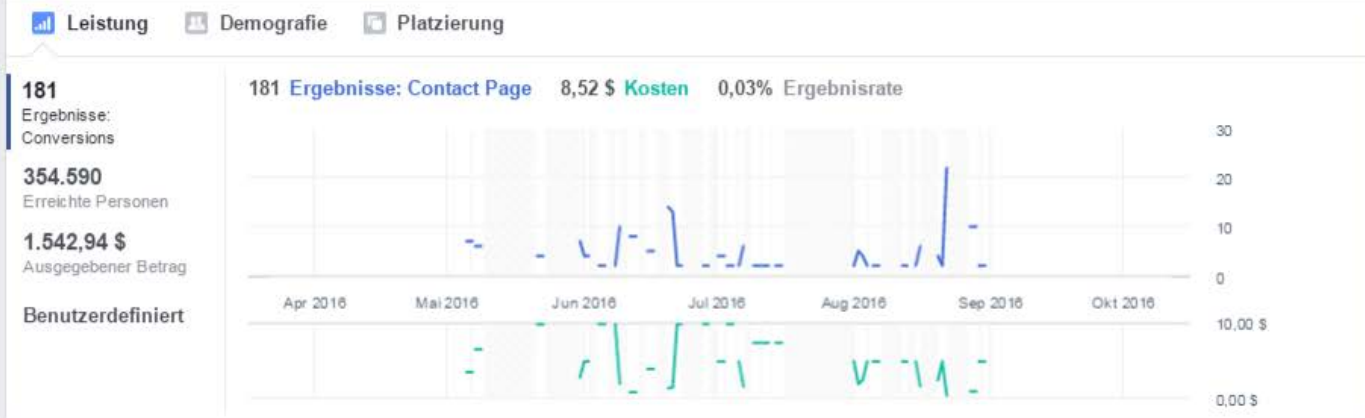 Leistung Demografie Platzierung
181
Ergebnisse:
Conversions
354.590
Erreichte Personen
1.542,94 $
Ausgegebener Betrag
Benutzerdefiniert
181 Ergebnisse: Contact Page 8,52 $ Kosten 0,03% Ergebnisrate
30
20
10
0
Apr 2016 Mai 2016 Jun 2016 Jul 2016 Aug 2016 Sep 2016 Okt 2016
10,00 $
0,00 $